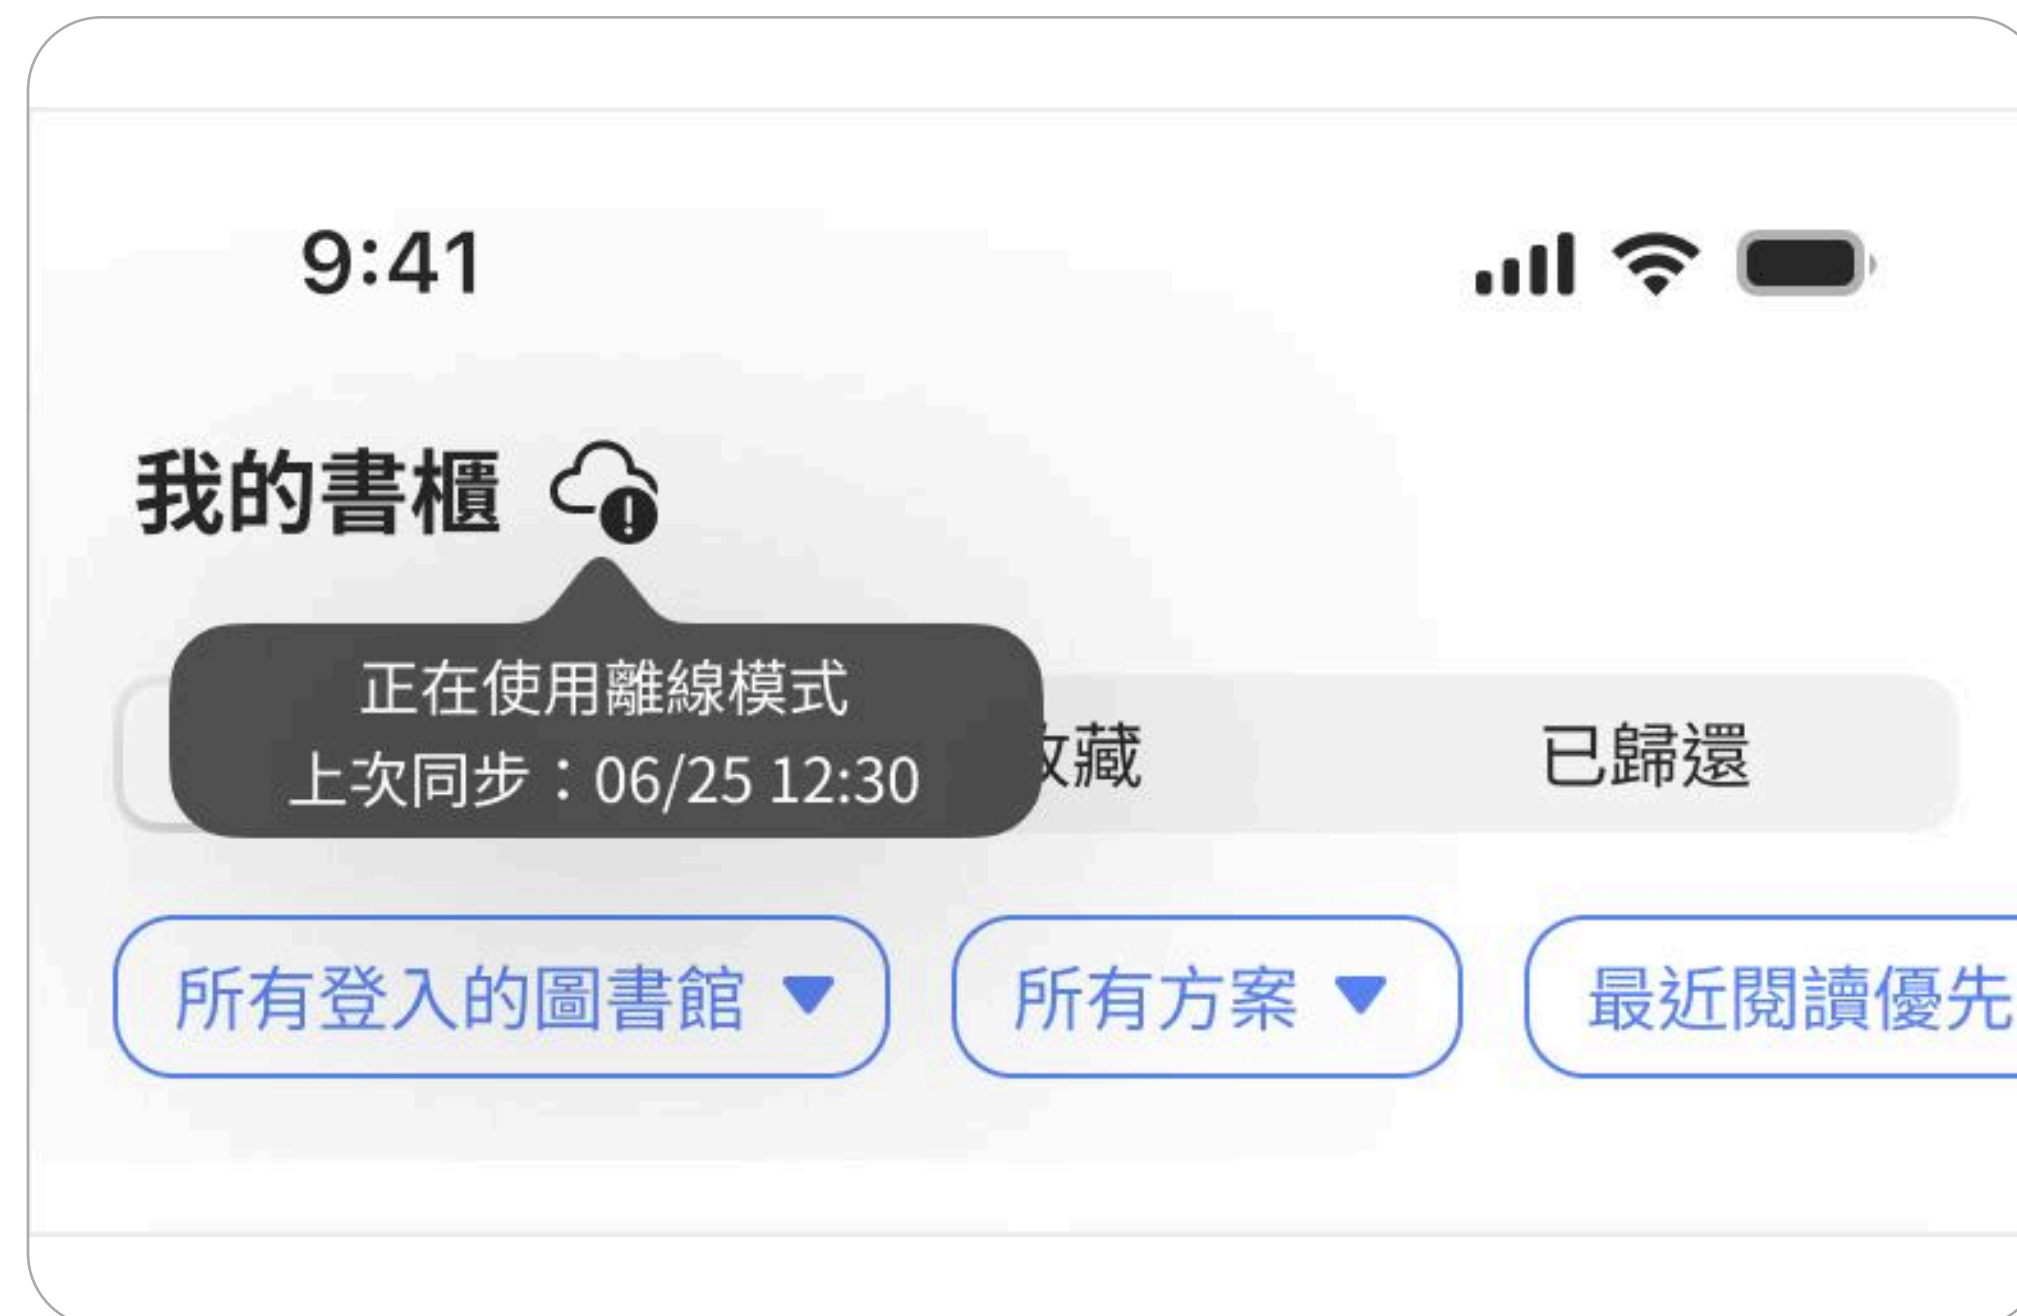 9:41
我的書櫃
正在使用離線模式
上次同步：06/25 12:30
藏
已歸還
所有登入的圖書館
所有方案
最近閱讀優先